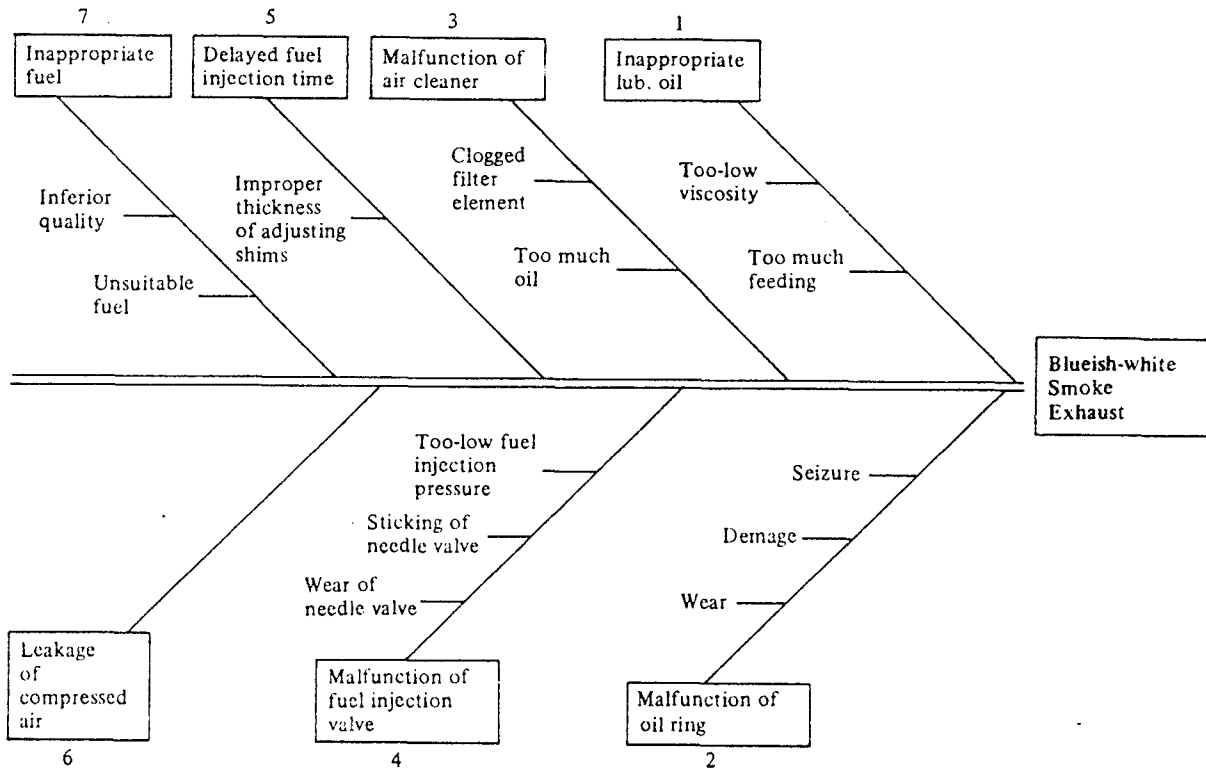 7
5
3
1
Inappropriate
fuel
Delayed fuel
injection time
Malfunction of
air cleaner
Inappropriate
lub. oil
Clogged
filter
element
Too-low
viscosity
Inferior
quality
Improper
thickness
of adjusting
shims
Too much
oil
Too much
feeding
Unsuitable
fuel
Blueish-white
Smoke
Exhaust
Too-low fuel
injection
pressure
Seizure
Sticking of
needle valve
Demage
Wear of
needle valve
Wear
Leakage
of
compressed
air
Malfunction of
fuel injection
valve
Malfunction of
oil ring
6
4
2